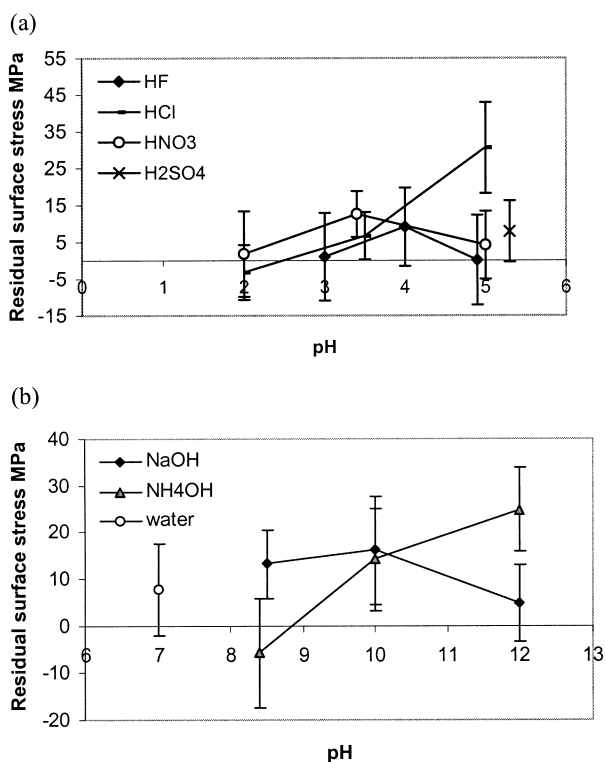 (a)
Residual surface stress MPa
55
45
35
25
15
5
-5
-15
HF
HCl
HNO3
H2SO4
0 1 2 3 4 5 6
pH
(b)
Residual surface stress MPa
40
30
20
10
0
-10
-20
NaOH
NH4OH
water
6 7 8 9 10 11 12 13
pH